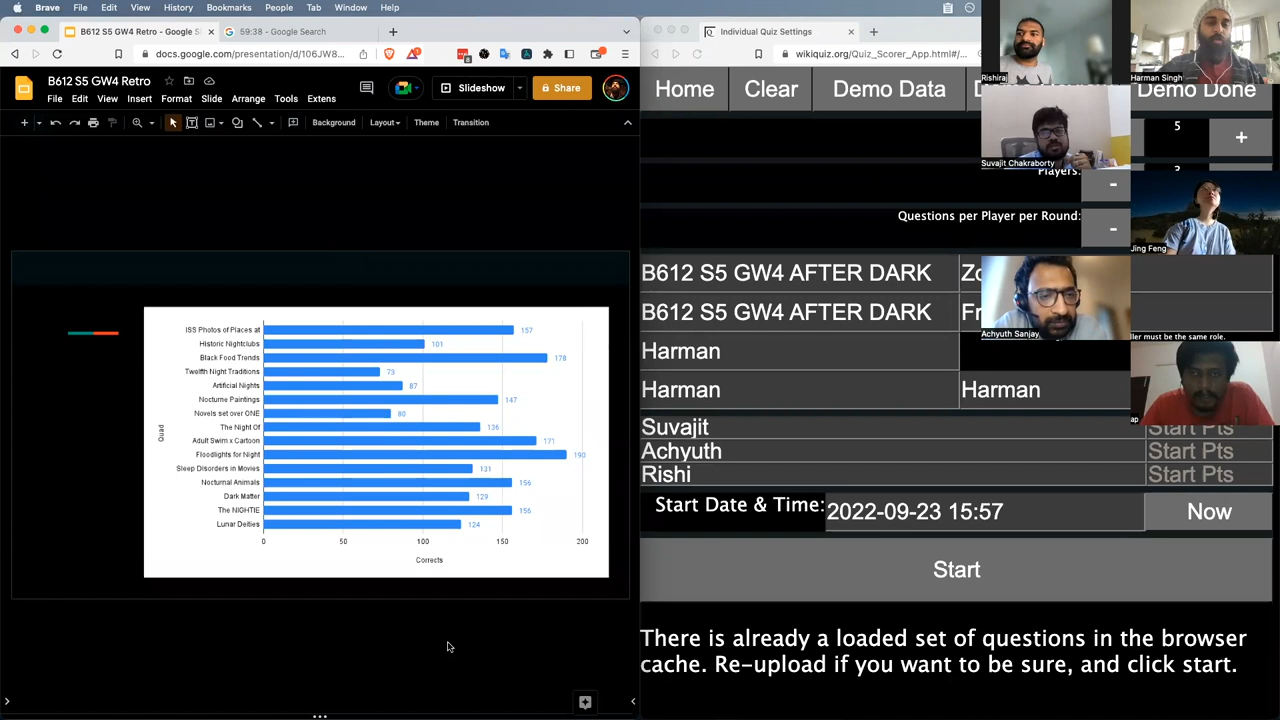 Brave File Edit View History Bookmarks People Tab Window Help
B612 S5 GW4 Retro - Google S
59:38 - Google Search
docs.google.com/presentation/d/106JW8...
B612 S5 GW4 Retro
File Edit View Insert Format Slide Arrange Tools Extens
Slideshow
Share
Background Layout Theme Transition
Quad
ISS Photos of Places at 157
Historic Nightclubs 101
Black Food Trends 178
Twelfth Night Traditions 73
Artificial Nights 87
Nocturne Paintings 147
Novels set over ONE 80
The Night Of 136
Adult Swim x Cartoon 171
Floodlights for Night 190
Sleep Disorders in Movies 131
Nocturnal Animals 156
Dark Matter 129
The NIGHTIE 156
Lunar Deities 124
0 50 100 150 200
Corrects
Individual Quiz Settings
wikiquiz.org/Quiz_Scorer_App.html#/...
Home Clear Demo Data Demo Done
5 +
Players: - 3
Questions per Player per Round: -
B612 S5 GW4 AFTER DARK
B612 S5 GW4 AFTER DARK
ller must be the same role.
Harman
Harman Harman
Suvajit Start Pts
Achyuth Start Pts
Rishi Start Pts
Start Date & Time: 2022-09-23 15:57 Now
Start
There is already a loaded set of questions in the browser
cache. Re-upload if you want to be sure, and click start.
Rishiraj
Harman Singh
Suvajit Chakraborty
Jing Feng
Achyuth Sanjay
ap